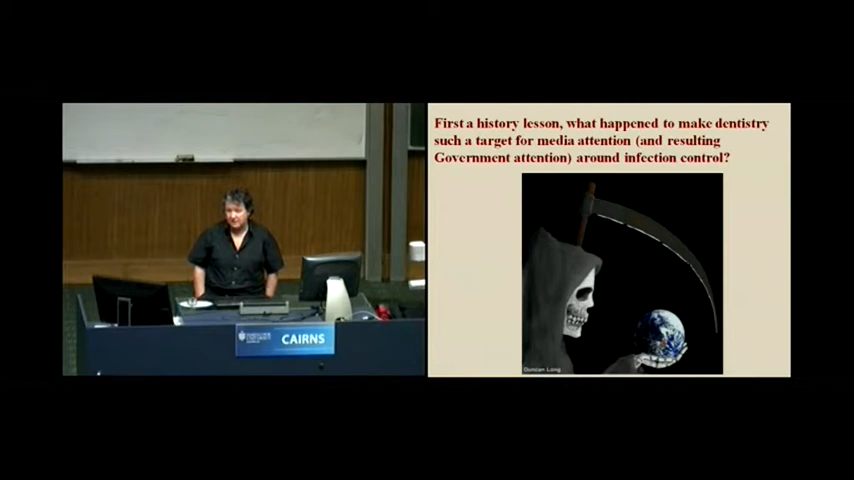 First a history lesson, what happened to make dentistry
such a target for media attention (and resulting
Government attention) around infection control?
Duncan Long
CAIRNS